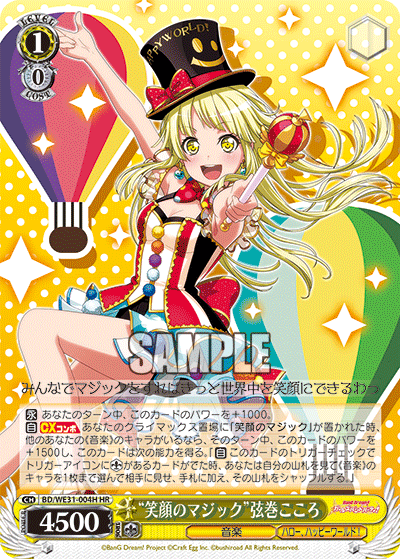 LEVEL
1
0
COST
HAPPY WORLD!
SAMPLE
みんなでマジックをすればきっと世界中を笑顔にできるわっ
永 あなたのターン中、このカードのパワーを+1000。
自 CXコンボ あなたのクライマックス置場に「笑顔のマジック」が置かれた時、
他のあなたの《音楽》のキャラがいるなら、そのターン中、このカードのパワーを
+1500し、このカードは次の能力を得る。『自 このカードのトリガーチェックで
トリガーアイコンにがあるカードがでた時、あなたは自分の山札を見て《音楽》の
キャラを1枚まで選んで相手に見せ、手札に加え、その山札をシャッフルする。』
CH BD/WE31-004H HR
4500
"笑顔のマジック"弦巻こころ
音楽
ハロー、ハッピーワールド!
©BanG Dream! Project ©Craft Egg Inc. ©bushiroad All Rights Reserved.